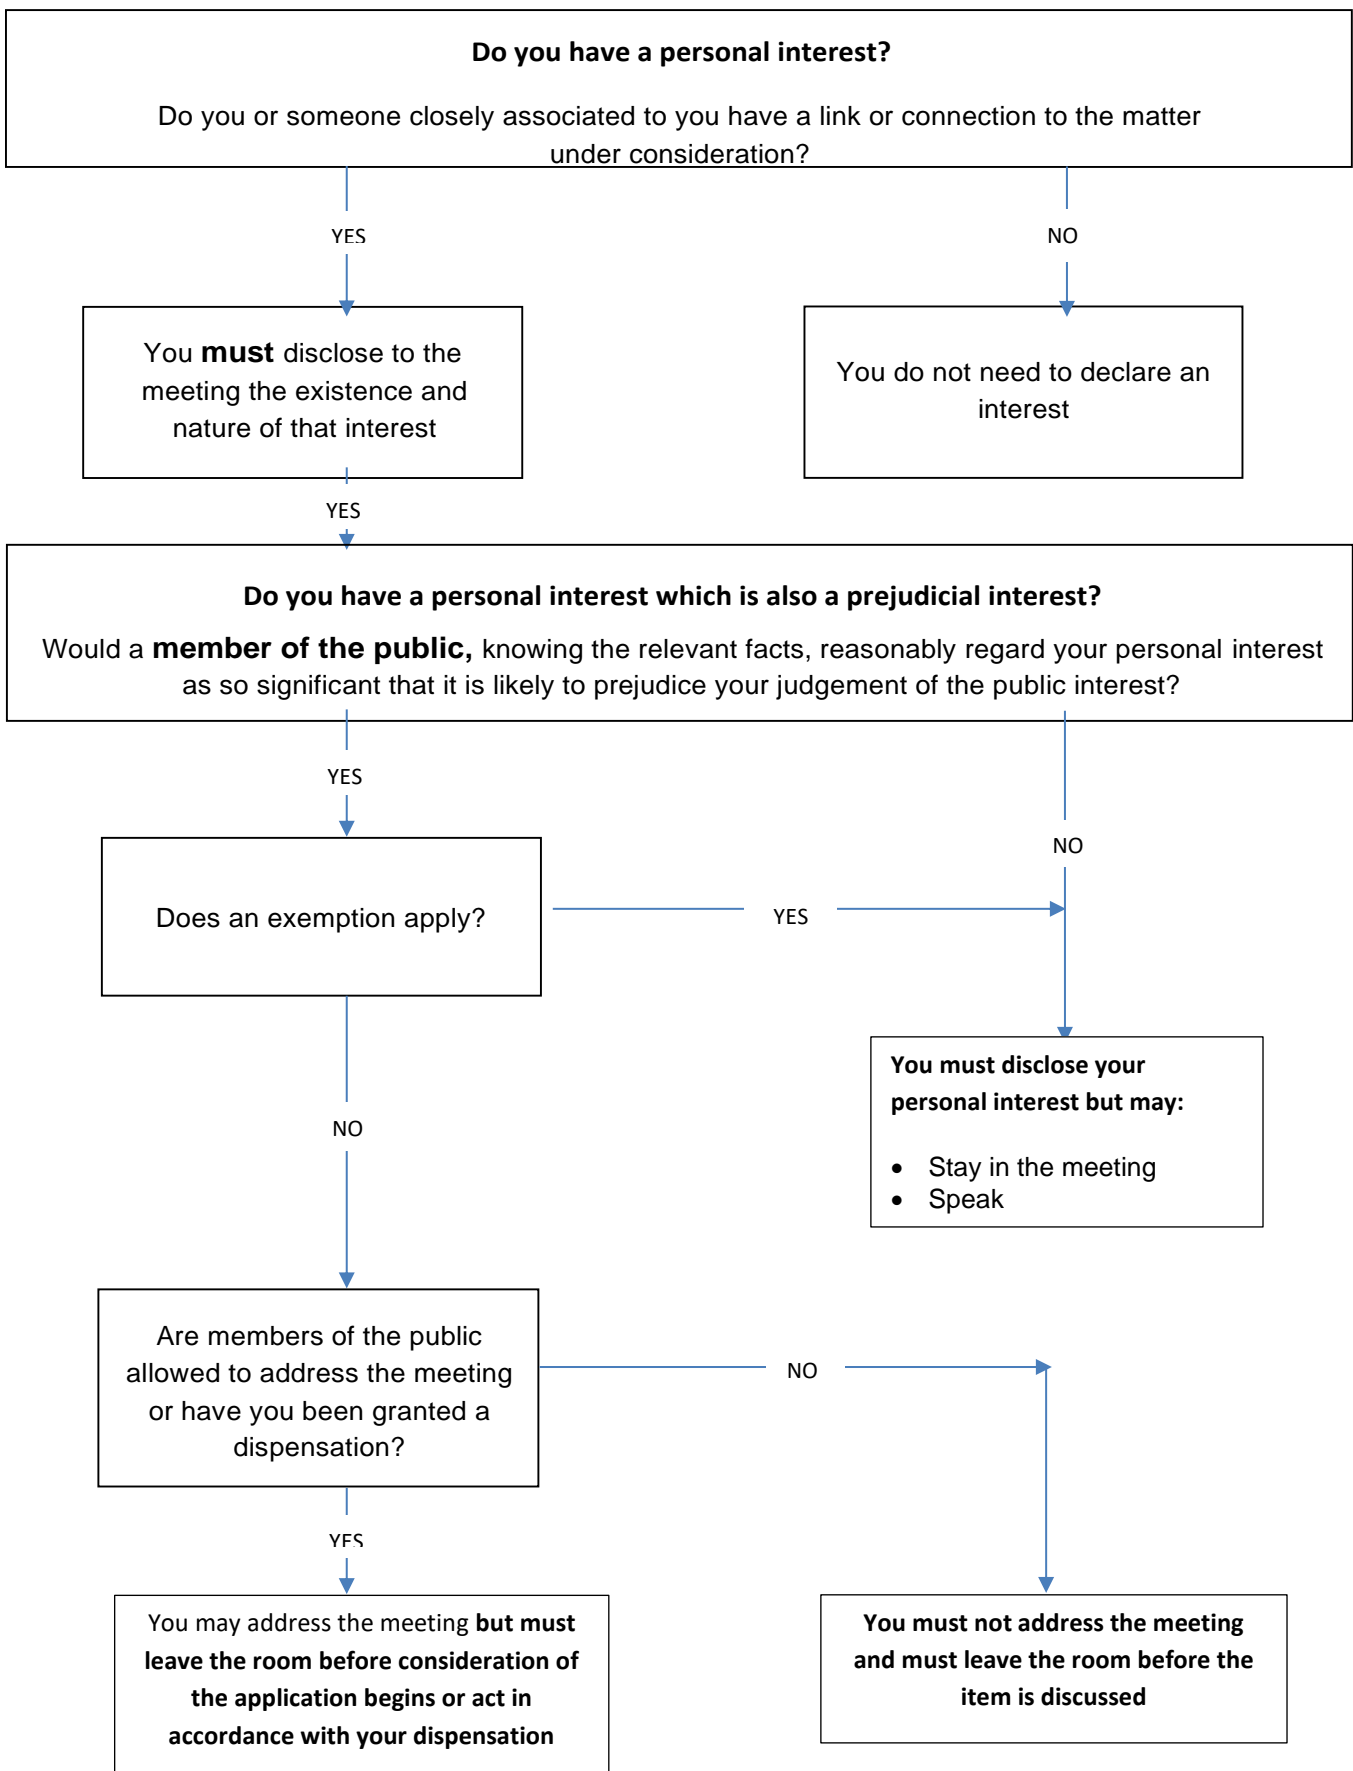 Do you have a personal interest?
Do you or someone closely associated to you have a link or connection to the matter
under consideration?
YES
NO
You must disclose to the
meeting the existence and
nature of that interest
You do not need to declare an
interest
YES
Do you have a personal interest which is also a prejudicial interest?
Would a member of the public, knowing the relevant facts, reasonably regard your personal interest
as so significant that it is likely to prejudice your judgement of the public interest?
YES
NO
Does an exemption apply?
YES
You must disclose your
personal interest but may:
• Stay in the meeting
• Speak
NO
Are members of the public
allowed to address the meeting
or have you been granted a
dispensation?
NO
YES
You may address the meeting but must
leave the room before consideration of
the application begins or act in
accordance with your dispensation
You must not address the meeting
and must leave the room before the
item is discussed